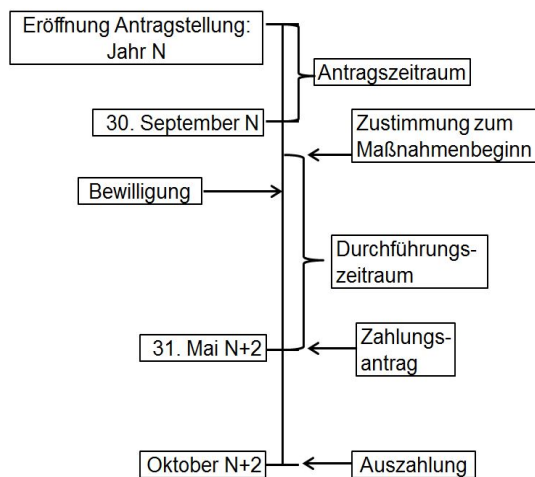 Eröffnung Antragstellung:
Jahr N
Antragszeitraum
30. September N
Zustimmung zum
Maßnahmenbeginn
Bewilligung
Durchführungs-
zeitraum
31. Mai N+2
Zahlungs-
antrag
Oktober N+2
Auszahlung